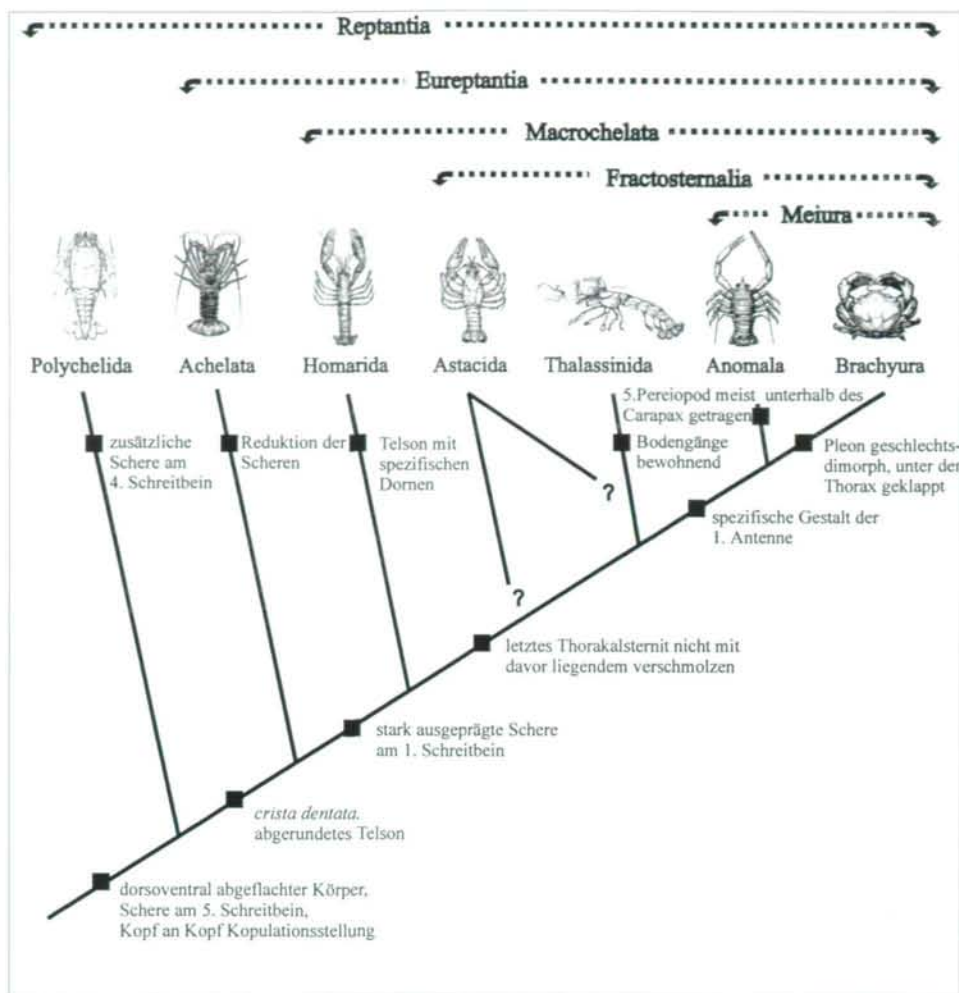 Reptantia
Eureptantia
Macrochelata
Fractosternalia
Meiura
Polychelida
Achelata
Homarida
Astacida
Thalassinida
Anomala
Brachyura
5.Pereiopod meist unterhalb des
Carapax getragen
zusätzliche
Schere am
4. Schreitbein
Reduktion der
Scheren
Telson mit
spezifischen
Dornen
Bodengänge
bewohnend
Pleon geschlechts-
dimorph, unter den
Thorax geklappt
?
spezifische Gestalt der
1. Antenne
?
letztes Thorakalsternit nicht mit
davor liegendem verschmolzen
stark ausgeprägte Schere
am 1. Schreitbein
crista dentata.
abgerundetes Telson
dorsoventral abgeflachter Körper,
Schere am 5. Schreitbein,
Kopf an Kopf Kopulationsstellung